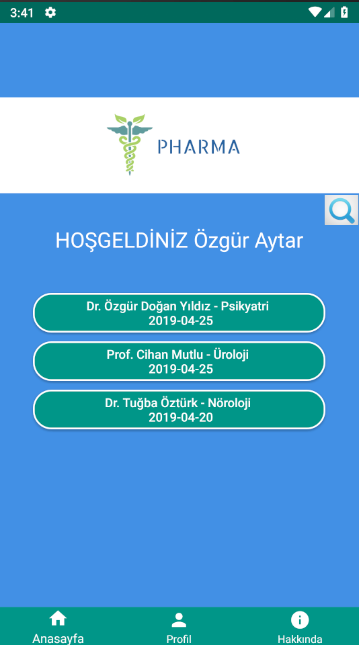 3:41
PHARMA
HOŞGELDİNİZ Özgür Aytar
Dr. Özgür Doğan Yıldız - Psikyatri
2019-04-25
Prof. Cihan Mutlu - Üroloji
2019-04-25
Dr. Tuğba Öztürk - Nöroloji
2019-04-20
Anasayfa
Profil
Hakkında